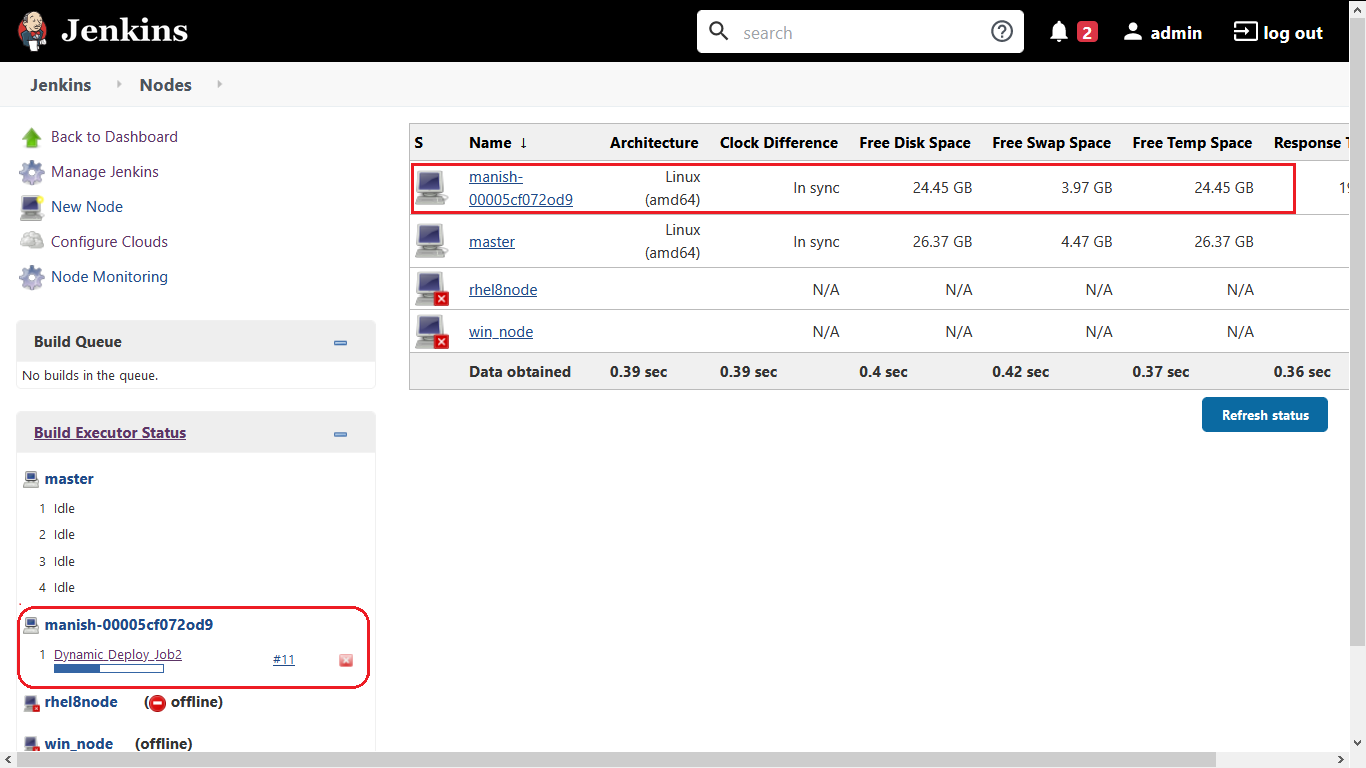 Jenkins
search
2
admin
log out
Jenkins
Nodes
Back to Dashboard
Manage Jenkins
New Node
Configure Clouds
Node Monitoring
Build Queue
No builds in the queue.
Build Executor Status
master
1 Idle
2 Idle
3 Idle
4 Idle
manish-00005cf072od9
1 Dynamic_Deploy_Job2 #11
rhel8node (offline)
win_node (offline)
S Name ↓ Architecture Clock Difference Free Disk Space Free Swap Space Free Temp Space Response
manish-
00005cf072od9
Linux
(amd64)
In sync 24.45 GB 3.97 GB 24.45 GB
master
Linux
(amd64)
In sync 26.37 GB 4.47 GB 26.37 GB
rhel8node N/A N/A N/A N/A
win_node N/A N/A N/A N/A
Data obtained 0.39 sec 0.39 sec 0.4 sec 0.42 sec 0.37 sec 0.36 sec
Refresh status